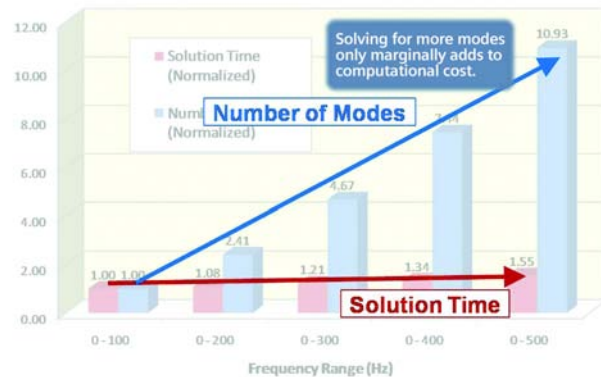 12.00
10.00
8.00
6.00
4.00
2.00
0.00
Solution Time
(Normalized)
(Normalized)
Number of Modes
Solving for more modes
only marginally adds to
computational cost.
1.00
1.00
1.08
2.41
1.21
4.67
1.34
1.55
10.93
Solution Time
0 - 100
0 - 200
0 - 300
0 - 400
0 - 500
Frequency Range (Hz)